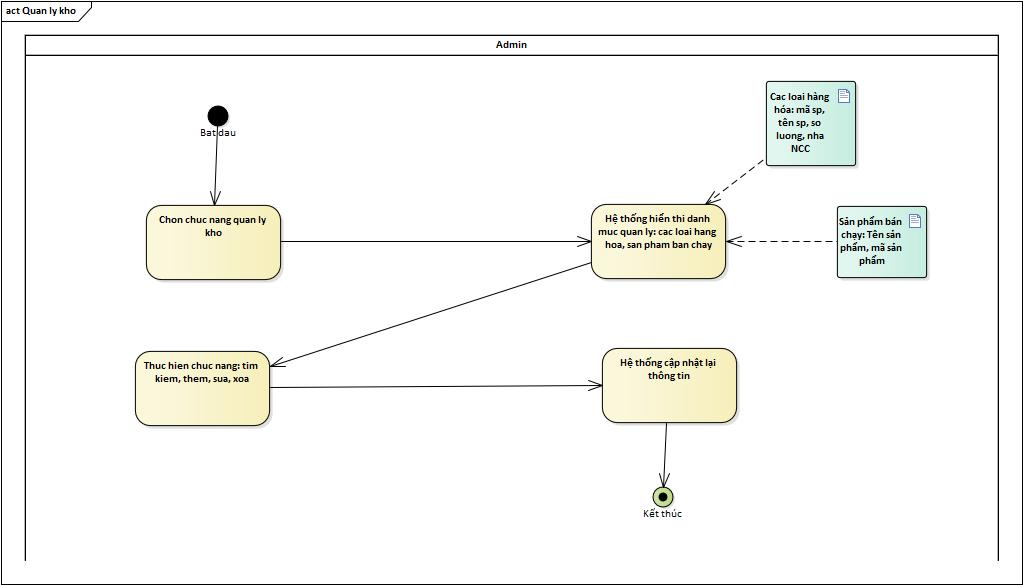 act Quan ly kho
Admin
Bat dau
Cac loai hàng
hóa: mã sp,
tên sp, so
luong, nha
NCC
Chon chuc nang quan ly
kho
Hệ thống hiển thi danh
muc quan ly: cac loai hang
hoa, san pham ban chay
Sản phẩm bán
chạy: Tên sản
phẩm, mã sản
phẩm
Thuc hien chuc nang: tim
kiem, them, sua, xoa
Hệ thống cập nhật lại
thông tin
Kết thúc